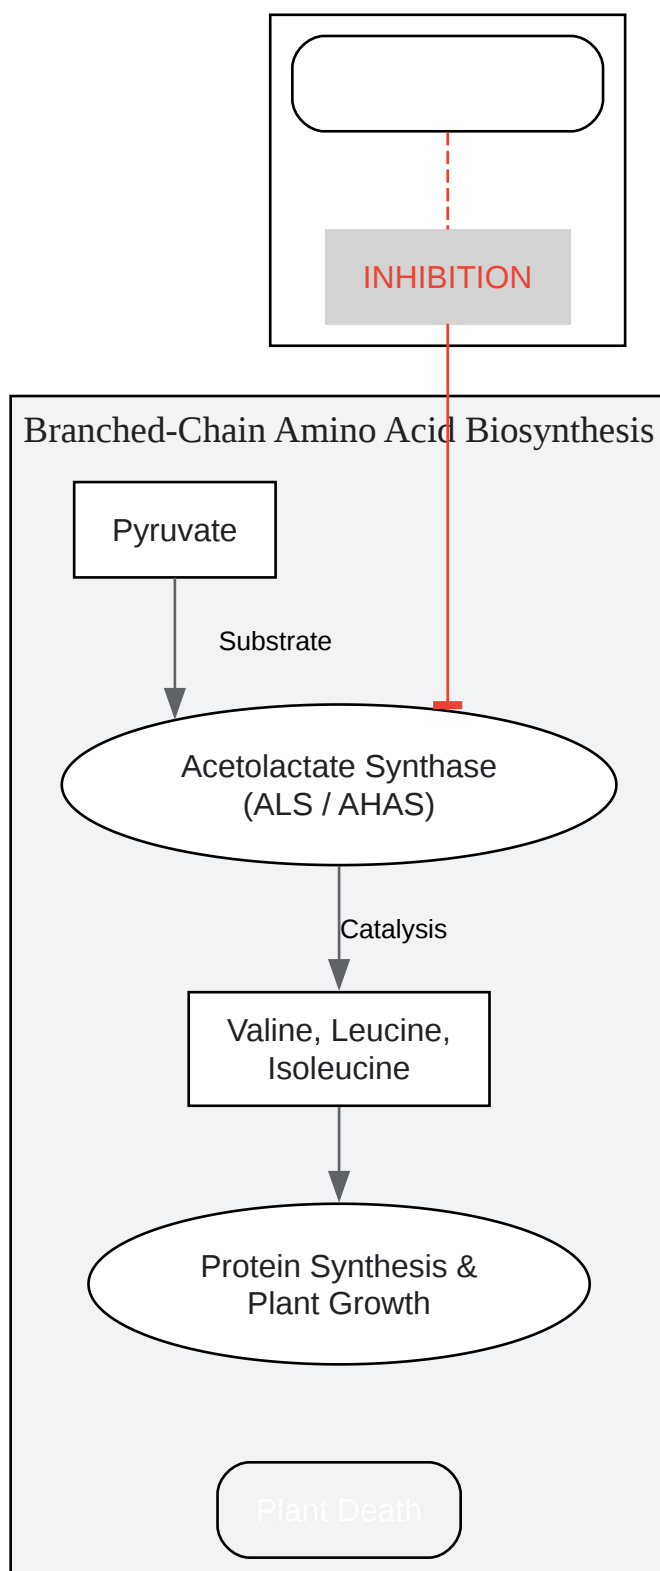 INHIBITION
Branched-Chain Amino Acid Biosynthesis
Pyruvate
Substrate
Acetolactate Synthase
(ALS / AHAS)
Catalysis
Valine, Leucine,
Isoleucine
Protein Synthesis &
Plant Growth
Plant Death